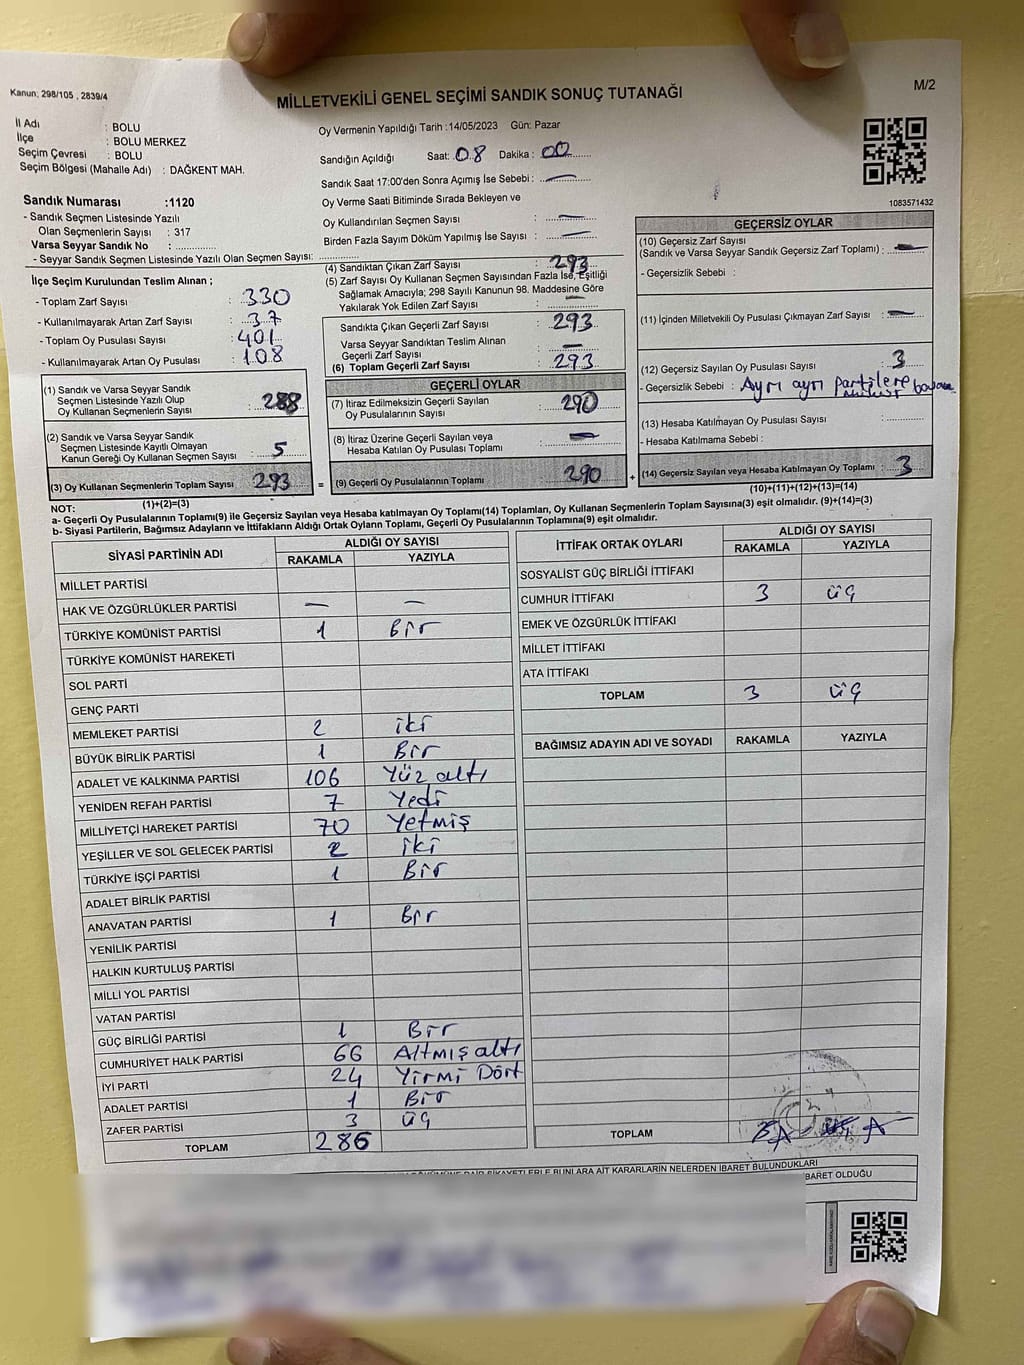 Kanun; 298/105 , 2839/4
MİLLETVEKİLİ GENEL SEÇİMİ SANDIK SONUÇ TUTANAĞI
M/2
İl Adı : BOLU
İlçe : BOLU MERKEZ
Seçim Çevresi : BOLU
Seçim Bölgesi (Mahalle Adı) : DAĞKENT MAH.
Sandık Numarası :1120
- Sandık Seçmen Listesinde Yazılı
Olan Seçmenlerin Sayısı : 317
Varsa Seyyar Sandık No : ..............
- Seyyar Sandık Seçmen Listesinde Yazılı Olan Seçmen Sayısı: ..............
İlçe Seçim Kurulundan Teslim Alınan ;
- Toplam Zarf Sayısı : 330
- Kullanılmayarak Artan Zarf Sayısı : 37
- Toplam Oy Pusulası Sayısı : 401
- Kullanılmayarak Artan Oy Pusulası : 108
(1) Sandık ve Varsa Seyyar Sandık
Seçmen Listesinde Yazılı Olup
Oy Kullanan Seçmenlerin Sayısı : 288
(2) Sandık ve Varsa Seyyar Sandık
Seçmen Listesinde Kayıtlı Olmayan
Kanun Gereği Oy Kullanan Seçmen Sayısı : 5
(3) Oy Kullanan Seçmenlerin Toplam Sayısı : 293
(1)+(2)=(3)
Oy Vermenin Yapıldığı Tarih :14/05/2023 Gün: Pazar
Sandığın Açıldığı Saat: 08 Dakika: 00
Sandık Saat 17:00'den Sonra Açımış İse Sebebi: —
Oy Verme Saati Bitiminde Sırada Bekleyen ve
Oy Kullandırılan Seçmen Sayısı : —
Birden Fazla Sayım Döküm Yapılmış İse Sayısı : —
(4) Sandıktan Çıkan Zarf Sayısı : 293
(5) Zarf Sayısı Oy Kullanan Seçmen Sayısından Fazla İse, Eşitliği
Sağlamak Amacıyla; 298 Sayılı Kanunun 98. Maddesine Göre
Yakılarak Yok Edilen Zarf Sayısı : —
Sandıkta Çıkan Geçerli Zarf Sayısı : 293
Varsa Seyyar Sandıktan Teslim Alınan
Geçerli Zarf Sayısı : —
(6) Toplam Geçerli Zarf Sayısı : 293
GEÇERLİ OYLAR
(7) İtiraz Edilmeksizin Geçerli Sayılan
Oy Pusulasının Sayısı : 290
(8) İtiraz Üzerine Geçerli Sayılan veya
Hesaba Katılan Oy Pusulası Toplamı : —
= (9) Geçerli Oy Pusulalarının Toplamı : 290 +
1083571432
GEÇERSİZ OYLAR
(10) Geçersiz Zarf Sayısı
(Sandık ve Varsa Seyyar Sandık Geçersiz Zarf Toplamı) : —
- Geçersizlik Sebebi :
(11) İçinden Milletvekili Oy Pusulası Çıkmayan Zarf Sayısı : —
(12) Geçersiz Sayılan Oy Pusulası Sayısı : 3
- Geçersizlik Sebebi : Ayrı ayrı partilere
(13) Hesaba Katılmayan Oy Pusulası Sayısı : ..............
- Hesaba Katılmama Sebebi :
(14) Geçersiz Sayılan veya Hesaba Katılmayan Oy Toplamı : 3
(10)+(11)+(12)+(13)=(14)
NOT:
a- Geçerli Oy Pusulalarının Toplamı(9) ile Geçersiz Sayılan veya Hesaba katılmayan Oy Toplamı(14) Toplamları, Oy Kullanan Seçmenlerin Toplam Sayısına(3) eşit olmalıdır. (9)+(14)=(3)
b- Siyasi Partilerin, Bağımsız Adayların ve İttifakların Aldığı Ortak Oyların Toplamı, Geçerli Oy Pusulalarının Toplamına(9) eşit olmalıdır.
SİYASİ PARTİNİN ADI
ALDIĞI OY SAYISI
RAKAMLA YAZIYLA
MİLLET PARTİSİ
HAK VE ÖZGÜRLÜKLER PARTİSİ — —
TÜRKİYE KOMÜNİST PARTİSİ 1 Bir
TÜRKİYE KOMÜNİST HAREKETİ
SOL PARTİ
GENÇ PARTİ
MEMLEKET PARTİSİ 2 iki
BÜYÜK BİRLİK PARTİSİ 1 Bir
ADALET VE KALKINMA PARTİSİ 106 Yüz altı
YENİDEN REFAH PARTİSİ 7 Yedi
MİLLİYETÇİ HAREKET PARTİSİ 70 Yetmiş
YEŞİLLER VE SOL GELECEK PARTİSİ 2 iki
TÜRKİYE İŞÇİ PARTİSİ 1 Bir
ADALET BİRLİK PARTİSİ
ANAVATAN PARTİSİ 1 Bir
YENİLİK PARTİSİ
HALKIN KURTULUŞ PARTİSİ
MİLLİ YOL PARTİSİ
VATAN PARTİSİ
GÜÇ BİRLİĞİ PARTİSİ 1 Bir
CUMHURİYET HALK PARTİSİ 66 Altmış altı
İYİ PARTİ 24 Yirmi Dört
ADALET PARTİSİ 1 Bir
ZAFER PARTİSİ 3 üç
TOPLAM 286
İTTİFAK ORTAK OYLARI
ALDIĞI OY SAYISI
RAKAMLA YAZIYLA
SOSYALİST GÜÇ BİRLİĞİ İTTİFAKI
CUMHUR İTTİFAKI 3 üç
EMEK VE ÖZGÜRLÜK İTTİFAKI
MİLLET İTTİFAKI
ATA İTTİFAKI
TOPLAM 3 üç
BAĞIMSIZ ADAYIN ADI VE SOYADI RAKAMLA YAZIYLA
TOPLAM
ŞİKAYETLERLE BUNLARA AİT KARARLARIN NELERDEN İBARET BULUNDUKLARI
İBARET OLDUĞU